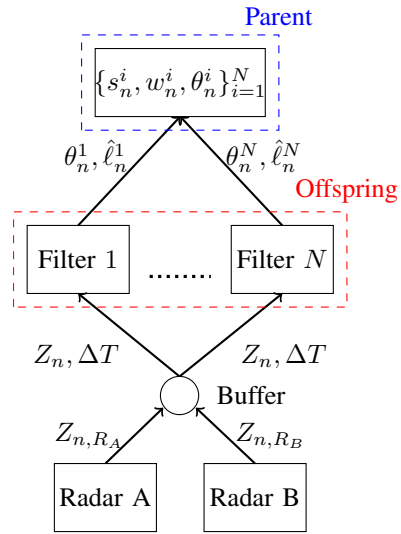 Parent
{s_n^i, w_n^i, θ_n^i}_{i=1}^N
θ_n^1, ℓ̂_n^1 θ_n^N, ℓ̂_n^N
Offspring
Filter 1 ........ Filter N
Z_n, ΔT Z_n, ΔT
Buffer
Z_{n,R_A} Z_{n,R_B}
Radar A Radar B